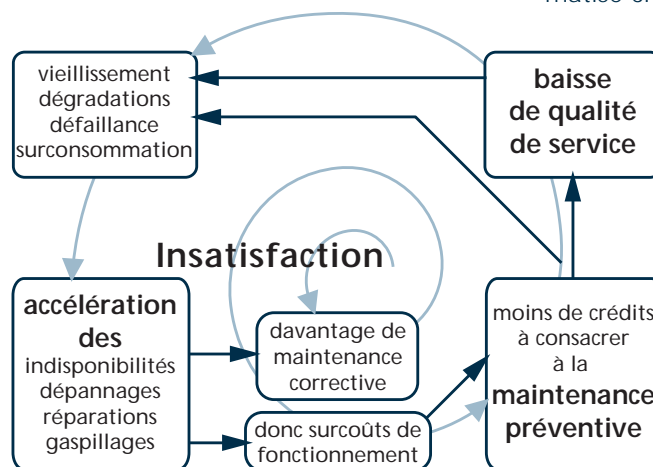 vieillissement
dégradations
défaillance
surconsommation
baisse
de qualité
de service
Insatisfaction
accélération
des
indisponibilités
dépannages
réparations
gaspillages
davantage de
maintenance
corrective
donc surcoûts de
fonctionnement
moins de crédits
à consacrer
à la
maintenance
préventive